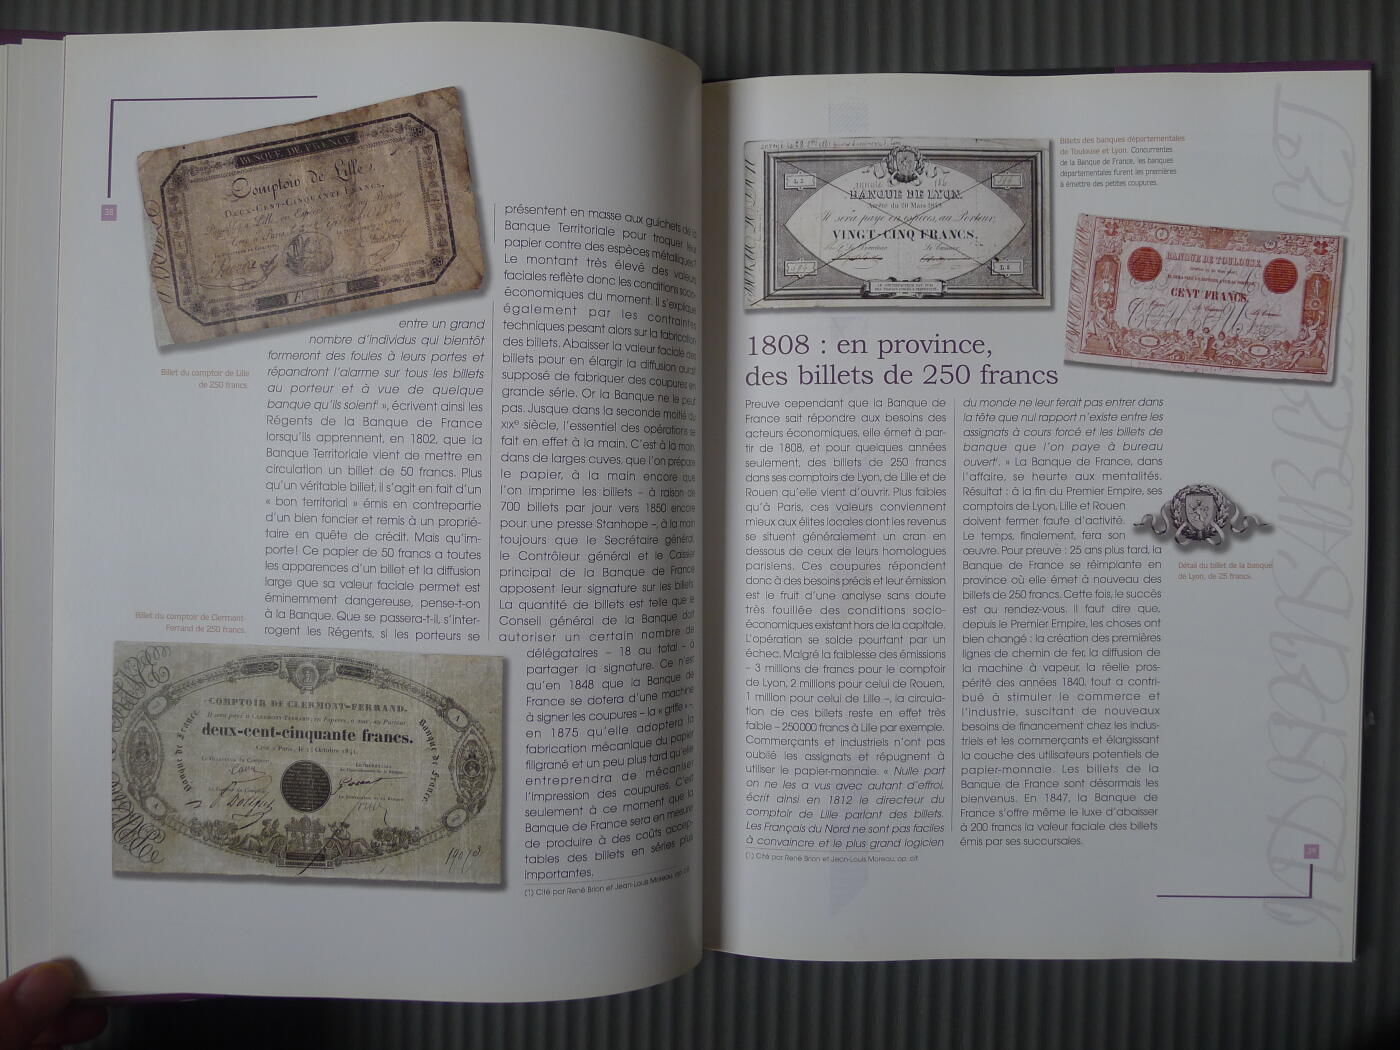 38
BANQUE DE FRANCE
Comptoir de Lille
DEUX-CENT-CINQUANTE FRANCS,
Billet du comptoir de Lille
de 250 francs.
entre un grand
nombre d'individus qui bientôt
formeront des foules à leurs portes et
répandront l'alarme sur tous les billets
au porteur et à vue de quelque
banque qu'ils soient¹ », écrivent ainsi les
Régents de la Banque de France
lorsqu'ils apprennent, en 1802, que la
Banque Territoriale vient de mettre en
circulation un billet de 50 francs. Plus
qu'un véritable billet, il s'agit en fait d'un
« bon territorial » émis en contrepartie
d'un bien foncier et remis à un proprié-
taire en quête de crédit. Mais qu'im-
porte ! Ce papier de 50 francs a toutes
les apparences d'un billet et la diffusion
large que sa valeur faciale permet est
éminemment dangereuse, pense-t-on
à la Banque. Que se passera-t-il, s'inter-
rogent les Régents, si les porteurs se
Billet du comptoir de Clermont-
Ferrand de 250 francs.
COMPTOIR DE CLERMONT-FERRAND.
deux-cent-cinquante francs.
Banque de France
Banque de France
présentent en masse aux guichets de la
Banque Territoriale pour troquer leur
papier contre des espèces métalliques ?
Le montant très élevé des valeurs
faciales reflète donc les conditions socio-
économiques du moment. Il s'explique
également par les contraintes
techniques pesant alors sur la fabrication
des billets. Abaisser la valeur faciale des
billets pour en élargir la diffusion aurait
supposé de fabriquer des coupures en
grande série. Or la Banque ne le peut
pas. Jusque dans la seconde moitié du
XIXe siècle, l'essentiel des opérations se
fait en effet à la main. C'est à la main,
dans de larges cuves, que l'on prépare
le papier, à la main encore que
l'on imprime les billets – à raison de
700 billets par jour vers 1850 encore
pour une presse Stanhope –, à la main
toujours que le Secrétaire général,
le Contrôleur général et le Caissier
principal de la Banque de France
apposent leur signature sur les billets.
La quantité de billets est telle que le
Conseil général de la Banque doit
autoriser un certain nombre de
délégataires – 18 au total – à
partager la signature. Ce n'est
qu'en 1848 que la Banque de
France se dotera d'une machine
à signer les coupures – la « griffe » –,
en 1875 qu'elle adoptera la
fabrication mécanique du papier
filigrané et un peu plus tard qu'elle
entreprendra de mécaniser
l'impression des coupures. C'est
seulement à ce moment que la
Banque de France sera en mesure
de produire à des coûts accep-
tables des billets en séries plus
importantes.
(1) Cité par René Brion et Jean-Louis Moreau, op. cit.
BANQUE DE LYON.
Il sera payé en espèces, au Porteur,
VINGT-CINQ FRANCS.
Billets des banques départementales
de Toulouse et Lyon. Concurrentes
de la Banque de France, les banques
départementales furent les premières
à émettre des petites coupures.
BANQUE DE TOULOUSE.
CENT FRANCS,
1808 : en province,
des billets de 250 francs
Preuve cependant que la Banque de
France sait répondre aux besoins des
acteurs économiques, elle émet à par-
tir de 1808, et pour quelques années
seulement, des billets de 250 francs
dans ses comptoirs de Lyon, de Lille et de
Rouen qu'elle vient d'ouvrir. Plus faibles
qu'à Paris, ces valeurs conviennent
mieux aux élites locales dont les revenus
se situent généralement un cran en
dessous de ceux de leurs homologues
parisiens. Ces coupures répondent
donc à des besoins précis et leur émission
est le fruit d'une analyse sans doute
très fouillée des conditions socio-
économiques existant hors de la capitale.
L'opération se solde pourtant par un
échec. Malgré la faiblesse des émissions
– 3 millions de francs pour le comptoir
de Lyon, 2 millions pour celui de Rouen,
1 million pour celui de Lille –, la circula-
tion de ces billets reste en effet très
faible – 250000 francs à Lille par exemple.
Commerçants et industriels n'ont pas
oublié les assignats et répugnent à
utiliser le papier-monnaie. « Nulle part
on ne les a vus avec autant d'effroi,
écrit ainsi en 1812 le directeur du
comptoir de Lille parlant des billets.
Les Français du Nord ne sont pas faciles
à convaincre et le plus grand logicien
(1) Cité par René Brion et Jean-Louis Moreau, op. cit.
du monde ne leur ferait pas entrer dans
la tête que nul rapport n'existe entre les
assignats à cours forcé et les billets de
banque que l'on paye à bureau
ouvert¹. » La Banque de France, dans
l'affaire, se heurte aux mentalités.
Résultat : à la fin du Premier Empire, ses
comptoirs de Lyon, Lille et Rouen
doivent fermer faute d'activité.
Le temps, finalement, fera son
œuvre. Pour preuve : 25 ans plus tard, la
Banque de France se réimplante en
province où elle émet à nouveau des
billets de 250 francs. Cette fois, le succès
est au rendez-vous. Il faut dire que,
depuis le Premier Empire, les choses ont
bien changé : la création des premières
lignes de chemin de fer, la diffusion de
la machine à vapeur, la réelle pros-
périté des années 1840, tout a contri-
bué à stimuler le commerce et
l'industrie, suscitant de nouveaux
besoins de financement chez les indus-
triels et les commerçants et élargissant
la couche des utilisateurs potentiels de
papier-monnaie. Les billets de la
Banque de France sont désormais les
bienvenus. En 1847, la Banque de
France s'offre même le luxe d'abaisser
à 200 francs la valeur faciale des billets
émis par ses succursales.
Détail du billet de la banque
de Lyon, de 25 francs.
39